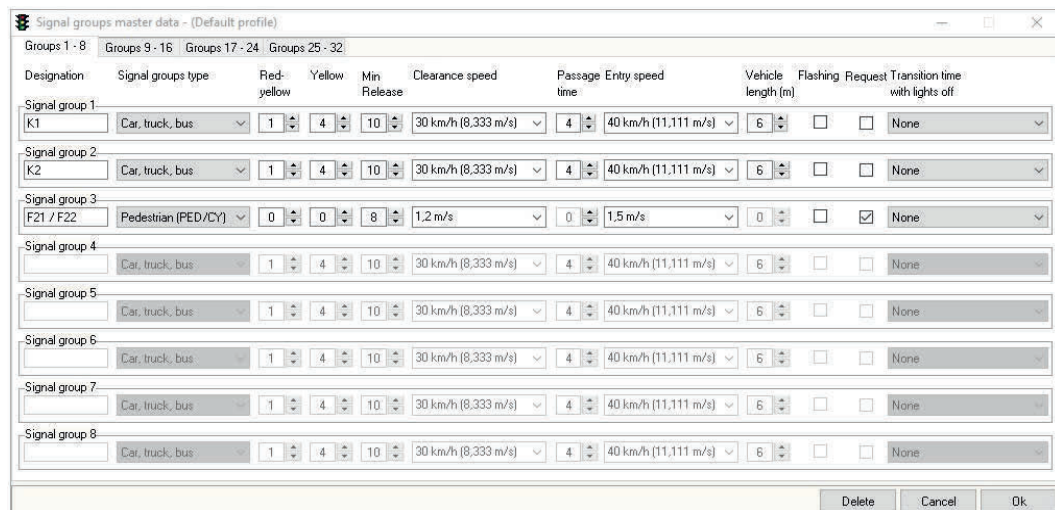 Signal groups master data - (Default profile)
Groups 1 - 8 Groups 9 - 16 Groups 17 - 24 Groups 25 - 32
Designation Signal groups type Red-yellow Yellow Min Release Clearance speed Passage time Entry speed Vehicle length (m) Flashing Request Transition time with lights off
Signal group 1
K1 Car, truck, bus 1 4 10 30 km/h (8,333 m/s) 4 40 km/h (11,111 m/s) 6 None
Signal group 2
K2 Car, truck, bus 1 4 10 30 km/h (8,333 m/s) 4 40 km/h (11,111 m/s) 6 None
Signal group 3
F21 / F22 Pedestrian (PED/CY) 0 0 8 1,2 m/s 0 1,5 m/s 0 None
Signal group 4
Car, truck, bus 1 4 10 30 km/h (8,333 m/s) 4 40 km/h (11,111 m/s) 6 None
Signal group 5
Car, truck, bus 1 4 10 30 km/h (8,333 m/s) 4 40 km/h (11,111 m/s) 6 None
Signal group 6
Car, truck, bus 1 4 10 30 km/h (8,333 m/s) 4 40 km/h (11,111 m/s) 6 None
Signal group 7
Car, truck, bus 1 4 10 30 km/h (8,333 m/s) 4 40 km/h (11,111 m/s) 6 None
Signal group 8
Car, truck, bus 1 4 10 30 km/h (8,333 m/s) 4 40 km/h (11,111 m/s) 6 None
Delete Cancel Ok